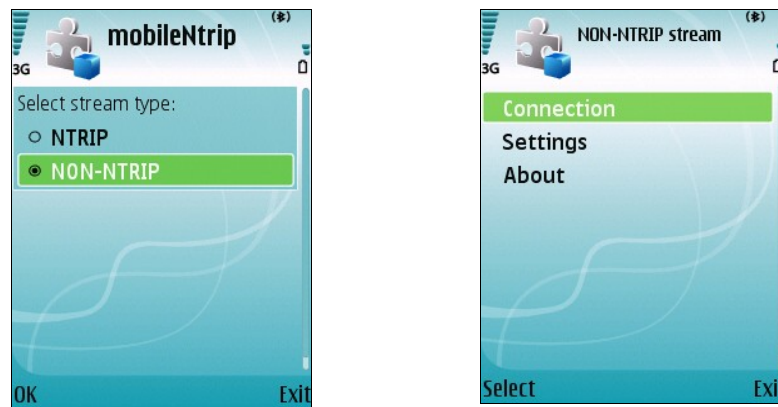 mobileNtrip
3G
Select stream type:
NTRIP
NON-NTRIP
OK Exit
NON-NTRIP stream
3G
Connection
Settings
About
Select Exi